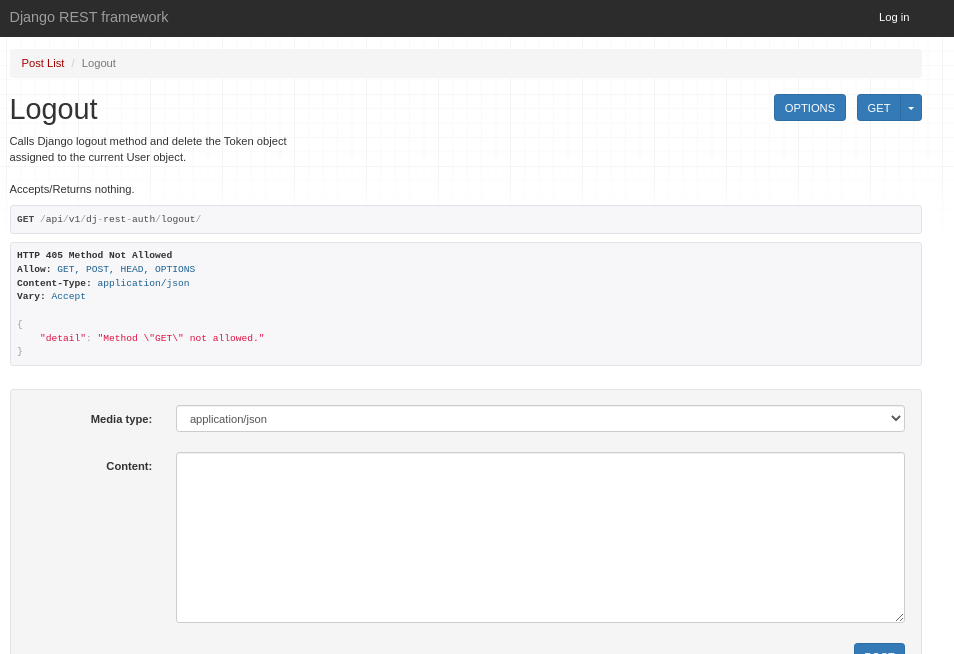 Django REST framework
Log in
Post List / Logout
Logout
OPTIONS
GET
Calls Django logout method and delete the Token object
assigned to the current User object.
Accepts/Returns nothing.
GET /api/v1/dj-rest-auth/logout/
HTTP 405 Method Not Allowed
Allow: GET, POST, HEAD, OPTIONS
Content-Type: application/json
Vary: Accept
{
    "detail": "Method \"GET\" not allowed."
}
Media type:
application/json
Content:
POST